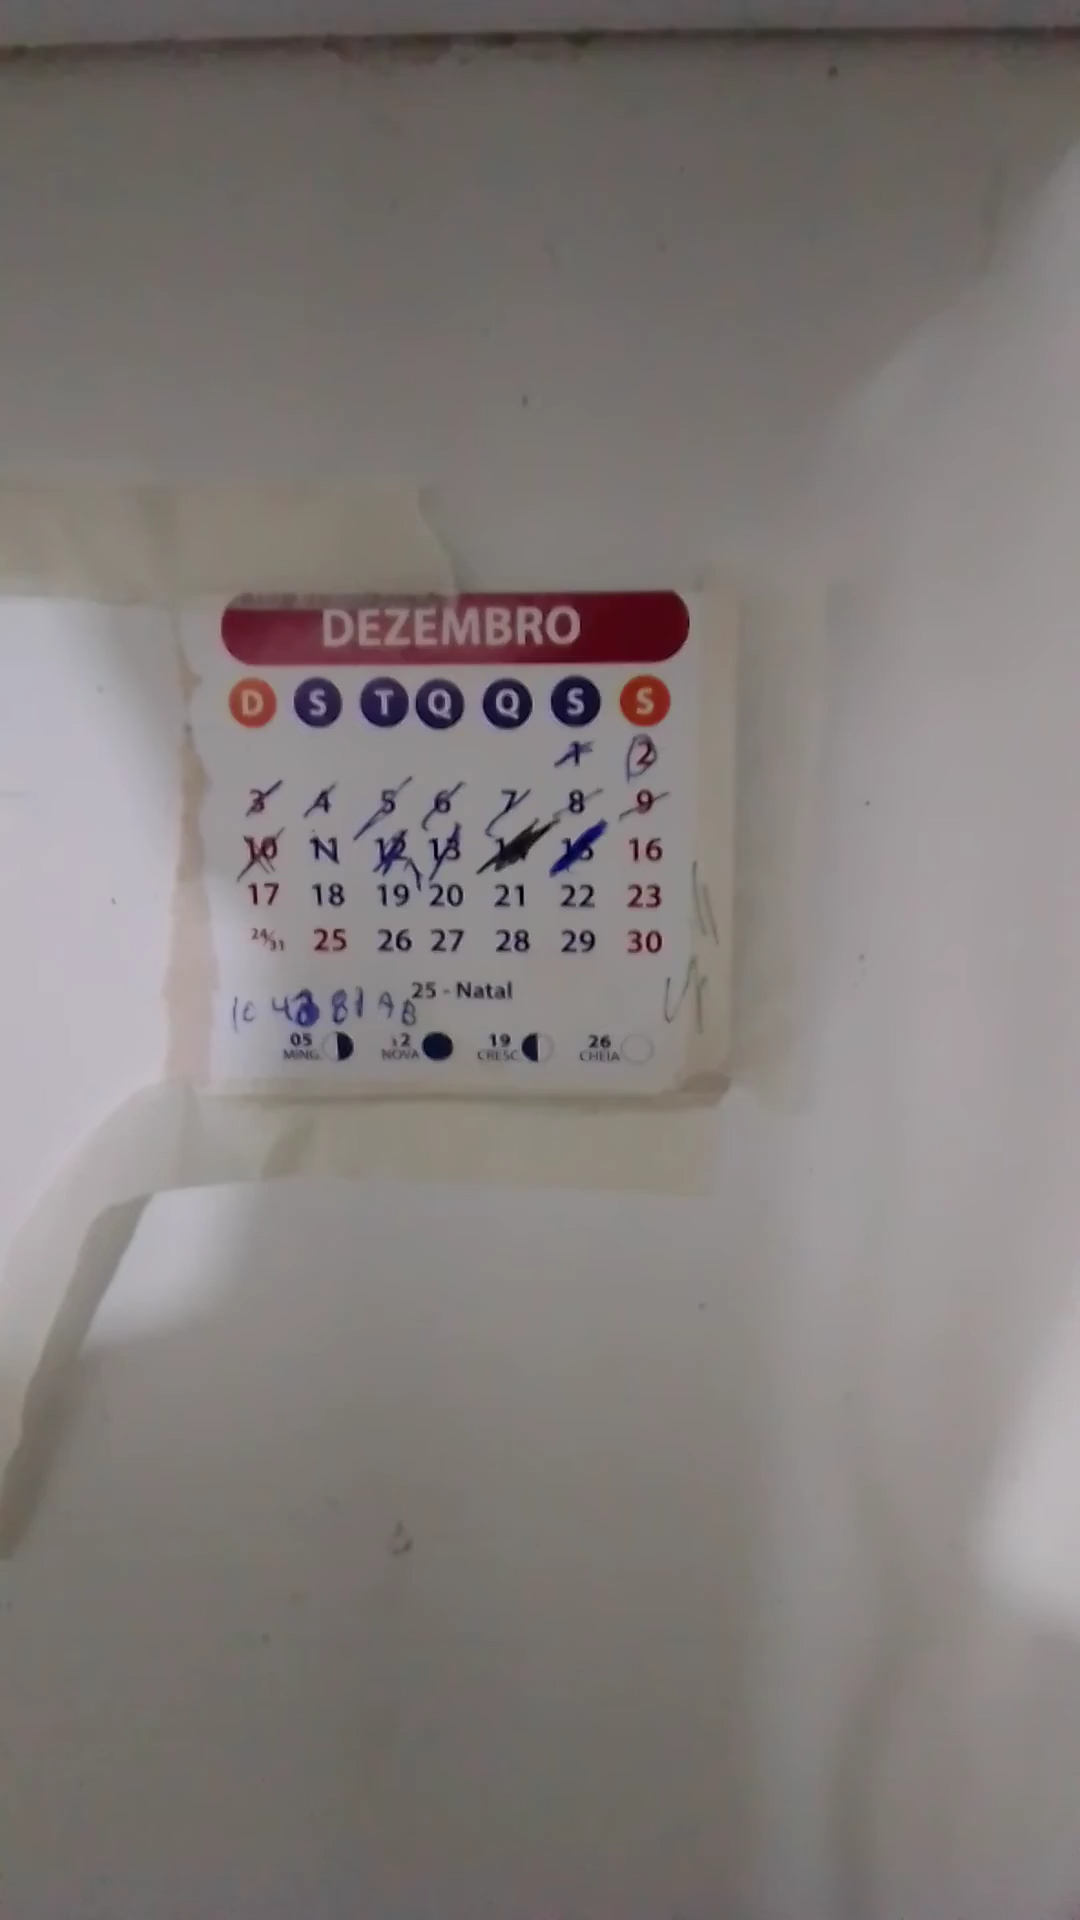 DEZEMBRO
D S T Q Q S S
1 2
3 4 5 6 7 8 9
10 11 12 13 14 15 16
17 18 19 20 21 22 23
24/31 25 26 27 28 29 30
25 - Natal
05 12 19 26
MING. NOVA CRESC. CHEIA